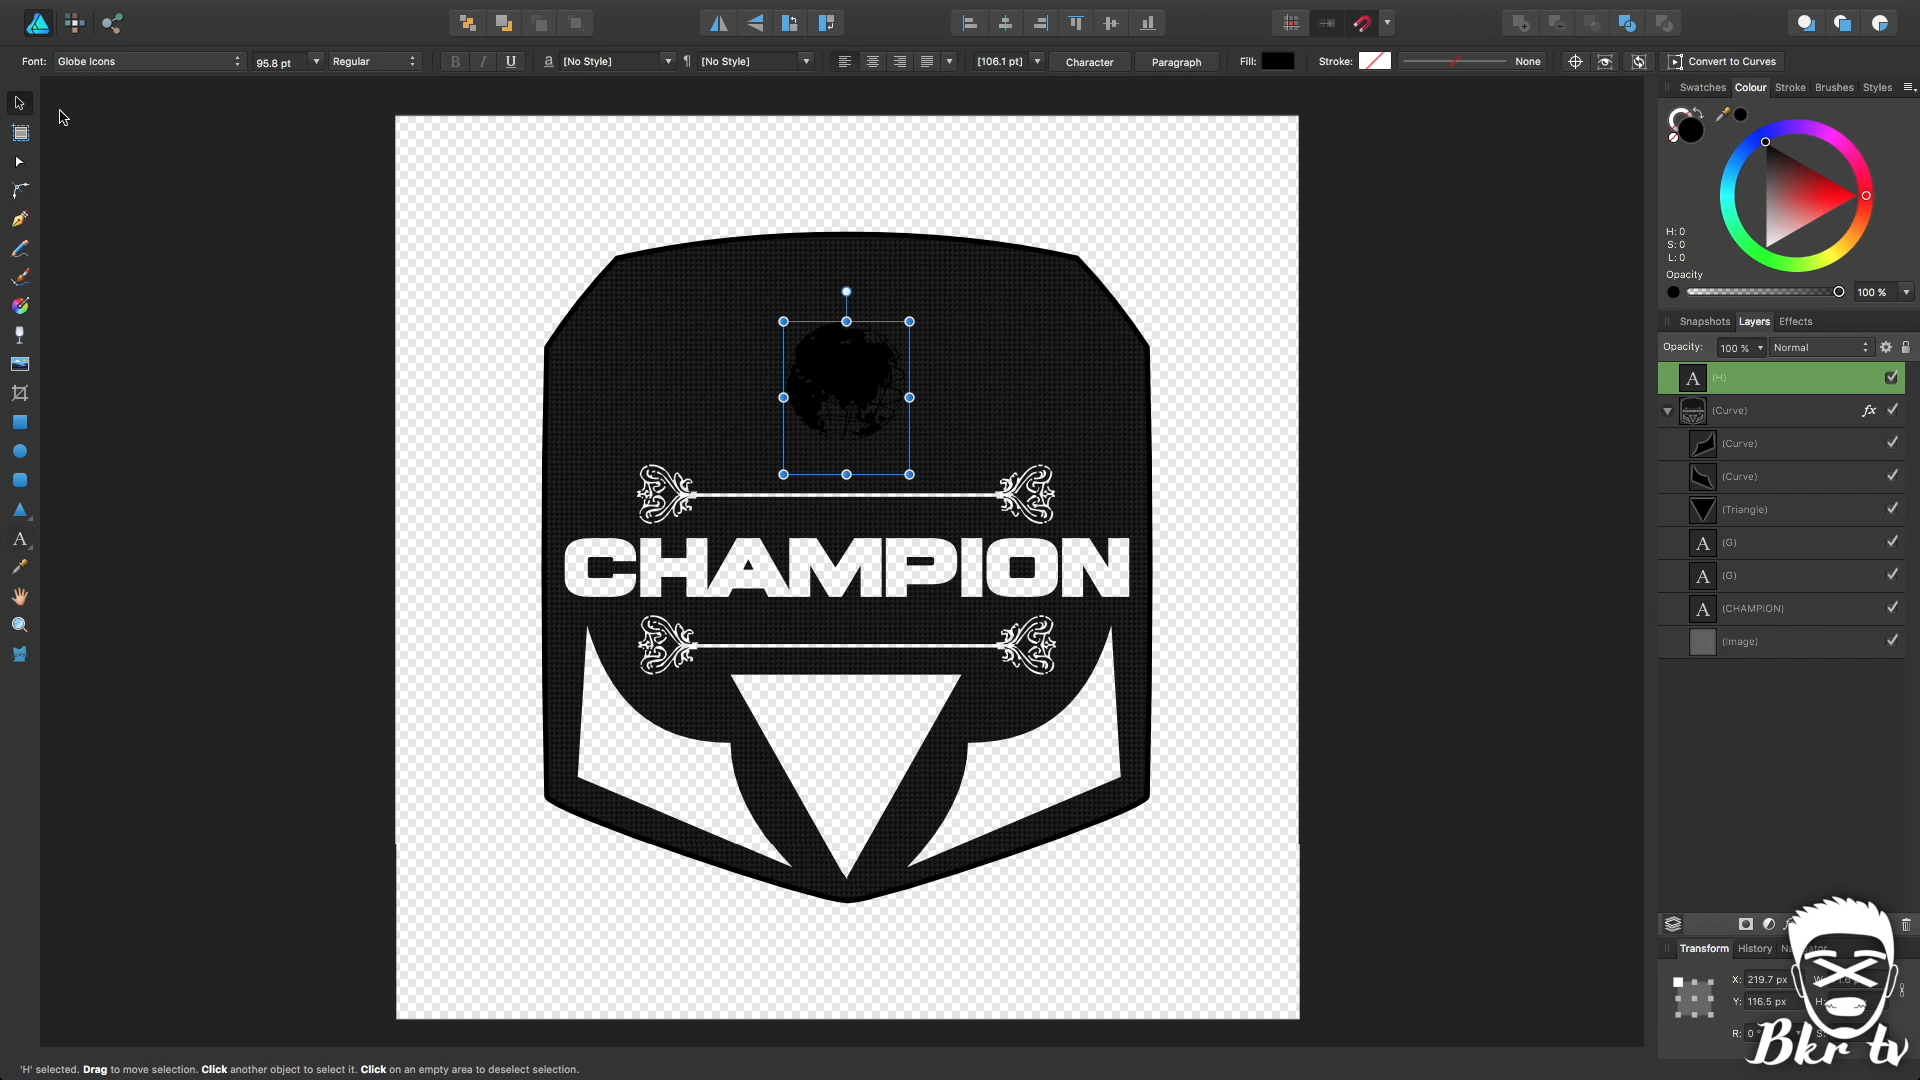 Font: Globe Icons 95.8 pt Regular B I U a [No Style] ¶ [No Style] [106.1 pt] Character Paragraph Fill: Stroke: None Convert to Curves
Swatches Colour Stroke Brushes Styles
H: 0
S: 0
L: 0
Opacity
100 %
Snapshots Layers Effects
Opacity: 100 % Normal
A (H)
(Curve) fx
(Curve)
(Curve)
(Triangle)
A (G)
A (G)
A (CHAMPION)
(Image)
CHAMPION
Transform History
X: 219.7 px
Y: 116.5 px H:
R: 0 ° S:
Bkr tv
'H' selected. Drag to move selection. Click another object to select it. Click on an empty area to deselect selection.